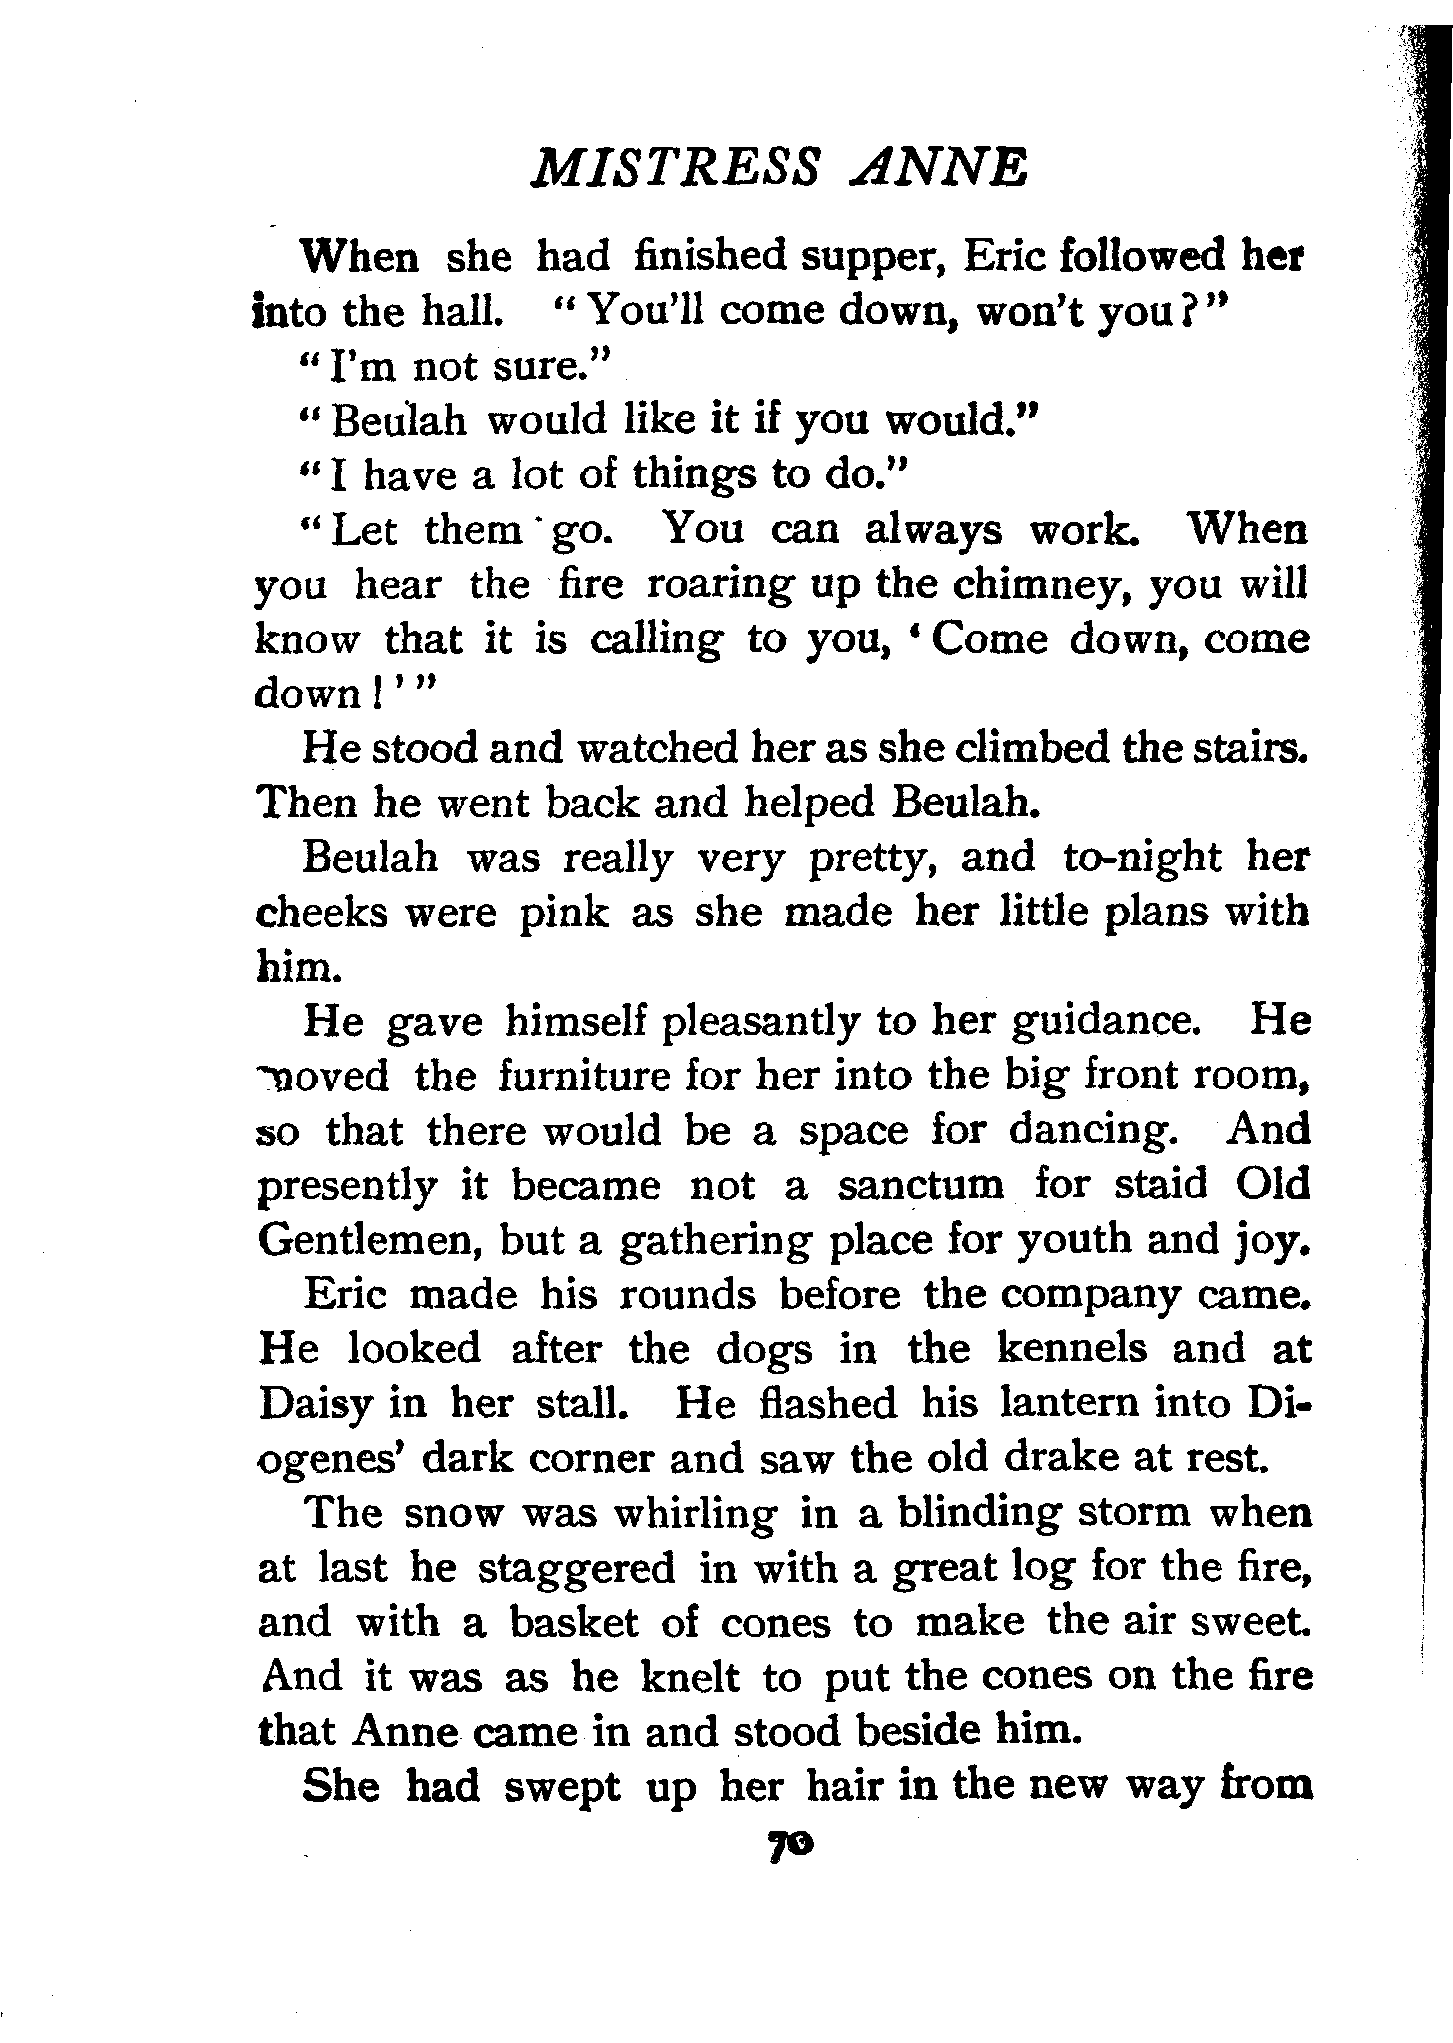 MISTRESS ANNE
When she had finished supper, Eric followed her
into the hall. "You'll come down, won't you?"
"I'm not sure."
"Beulah would like it if you would."
"I have a lot of things to do."
"Let them go. You can always work. When
you hear the fire roaring up the chimney, you will
know that it is calling to you, 'Come down, come
down!'"
He stood and watched her as she climbed the stairs.
Then he went back and helped Beulah.
Beulah was really very pretty, and to-night her
cheeks were pink as she made her little plans with
him.
He gave himself pleasantly to her guidance. He
moved the furniture for her into the big front room,
so that there would be a space for dancing. And
presently it became not a sanctum for staid Old
Gentlemen, but a gathering place for youth and joy.
Eric made his rounds before the company came.
He looked after the dogs in the kennels and at
Daisy in her stall. He flashed his lantern into Di-
ogenes' dark corner and saw the old drake at rest.
The snow was whirling in a blinding storm when
at last he staggered in with a great log for the fire,
and with a basket of cones to make the air sweet.
And it was as he knelt to put the cones on the fire
that Anne came in and stood beside him.
She had swept up her hair in the new way from
70